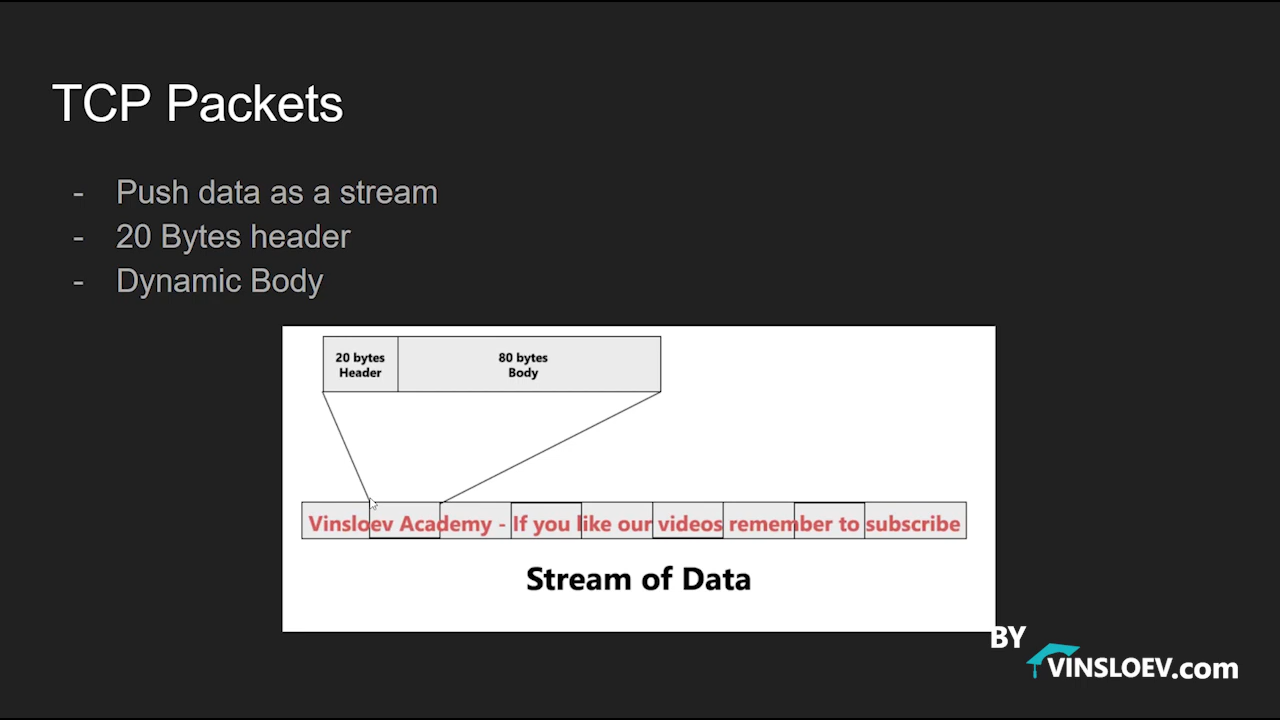 TCP Packets
- Push data as a stream
- 20 Bytes header
- Dynamic Body
20 bytes
Header
80 bytes
Body
Vinsloev Academy - If you like our videos remember to subscribe
Stream of Data
BY
VINSLOEV.com